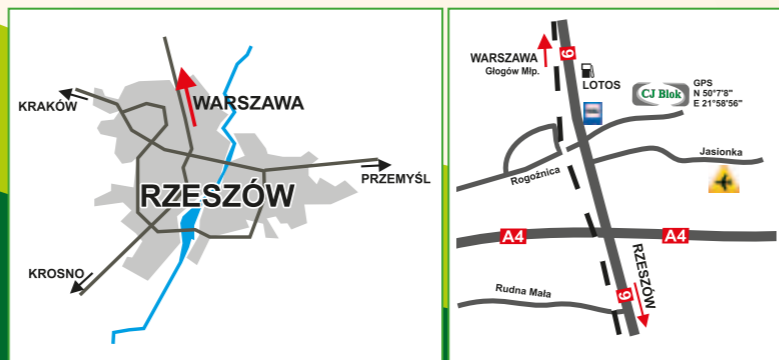 KRAKÓW
WARSZAWA
PRZEMYŚL
RZESZÓW
KROSNO
WARSZAWA
Głogów Młp.
9
LOTOS
CJ Blok
GPS
N 50°7'8"
E 21°58'56"
Jasionka
Rogoźnica
A4
A4
RZESZÓW
9
Rudna Mała